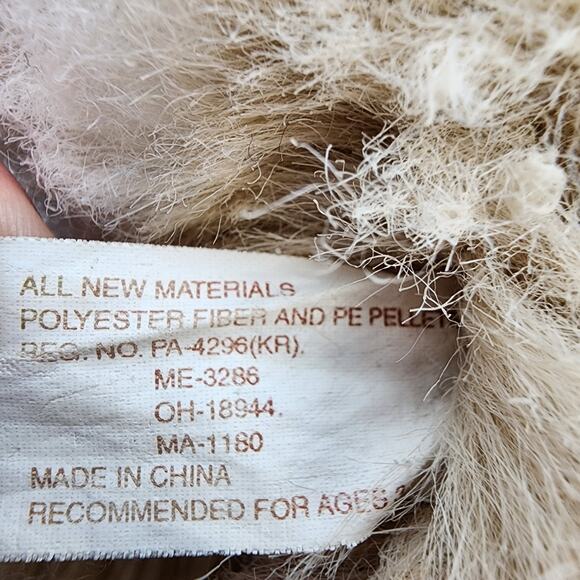 ALL NEW MATERIALS
POLYESTER FIBER AND PE PELLET
REG. NO. PA-4296(KR).
ME-3286
OH-18944.
MA-1180
MADE IN CHINA
RECOMMENDED FOR AGES